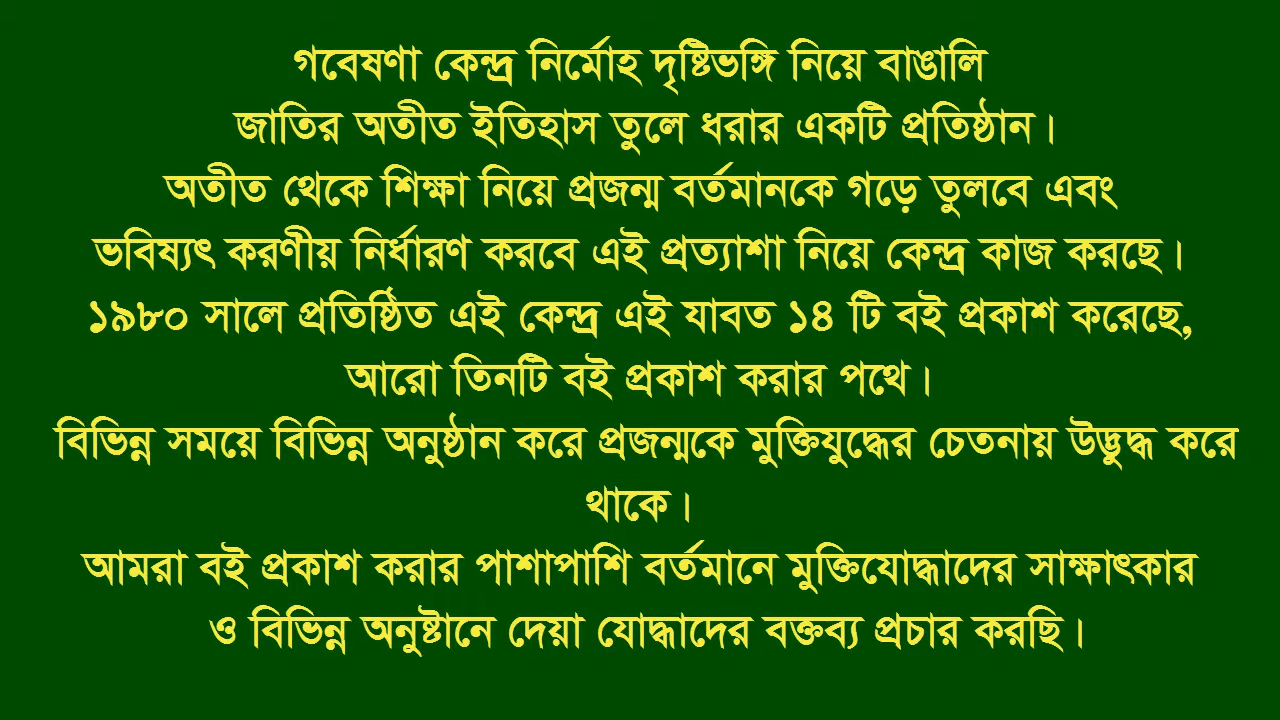 গবেষণা কেন্দ্র নির্মোহ দৃষ্টিভঙ্গি নিয়ে বাঙালি
জাতির অতীত ইতিহাস তুলে ধরার একটি প্রতিষ্ঠান।
অতীত থেকে শিক্ষা নিয়ে প্রজন্ম বর্তমানকে গড়ে তুলবে এবং
ভবিষ্যৎ করণীয় নির্ধারণ করবে এই প্রত্যাশা নিয়ে কেন্দ্র কাজ করছে।
১৯৮০ সালে প্রতিষ্ঠিত এই কেন্দ্র এই যাবত ১৪ টি বই প্রকাশ করেছে,
আরো তিনটি বই প্রকাশ করার পথে।
বিভিন্ন সময়ে বিভিন্ন অনুষ্ঠান করে প্রজন্মকে মুক্তিযুদ্ধের চেতনায় উদ্ভুদ্ধ করে
থাকে।
আমরা বই প্রকাশ করার পাশাপাশি বর্তমানে মুক্তিযোদ্ধাদের সাক্ষাৎকার
ও বিভিন্ন অনুষ্টানে দেয়া যোদ্ধাদের বক্তব্য প্রচার করছি।